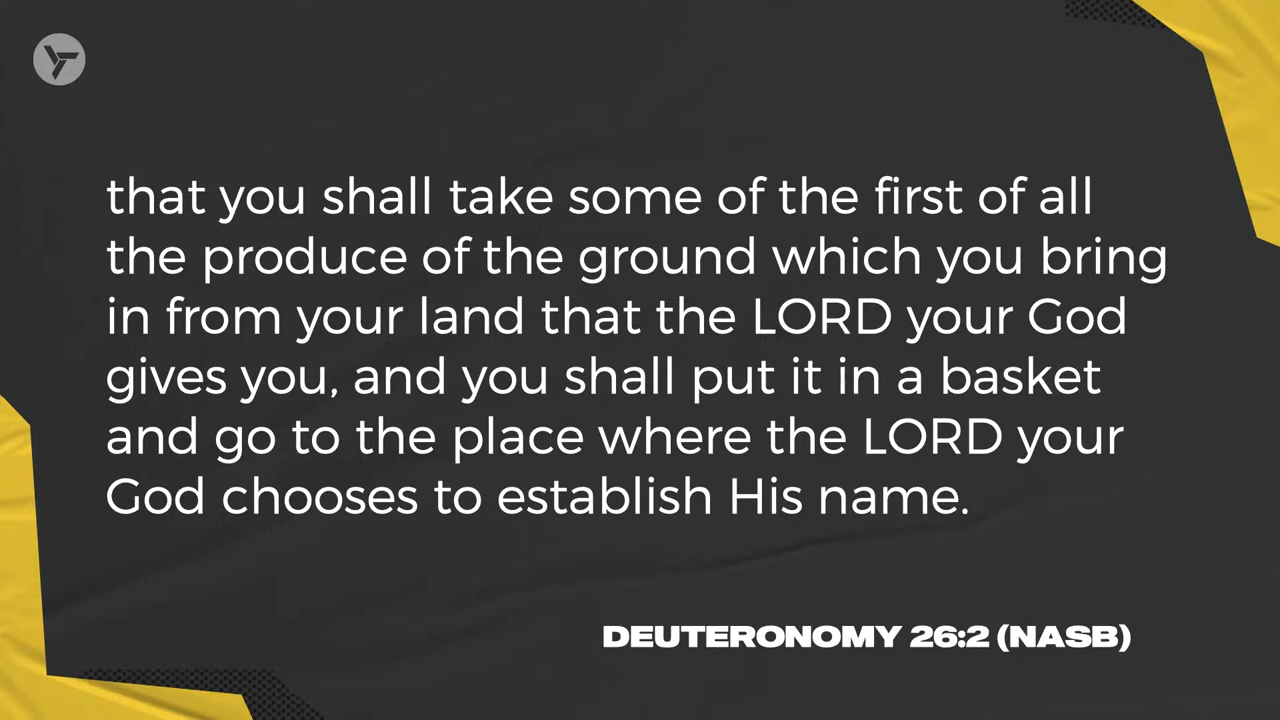 that you shall take some of the first of all
the produce of the ground which you bring
in from your land that the LORD your God
gives you, and you shall put it in a basket
and go to the place where the LORD your
God chooses to establish His name.
DEUTERONOMY 26:2 (NASB)